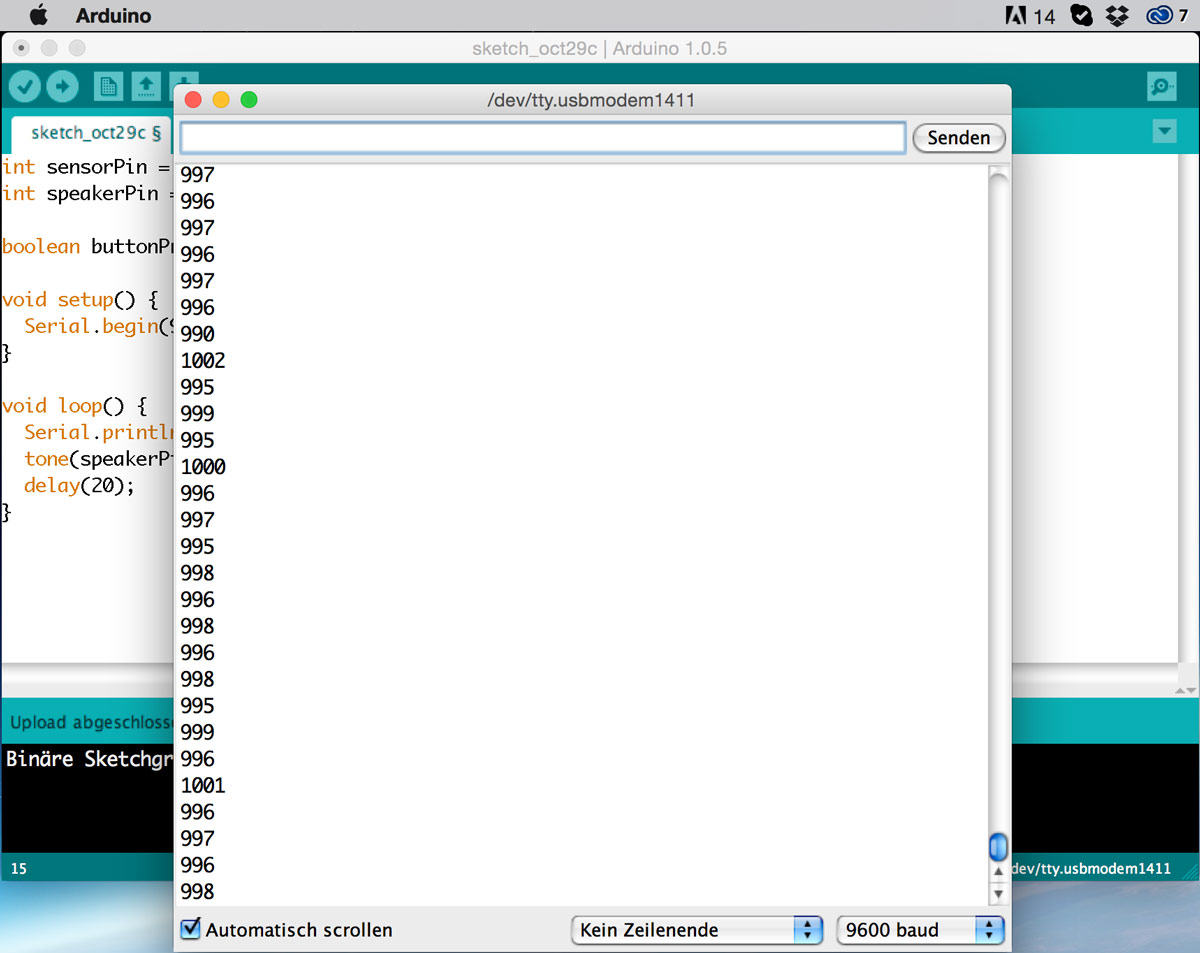 Arduino
14
7
sketch_oct29c | Arduino 1.0.5
/dev/tty.usbmodem1411
sketch_oct29c §
Senden
int sensorPin =
int speakerPin =
boolean buttonPr
void setup() {
Serial.begin(9
}
void loop() {
Serial.println
tone(speakerPi
delay(20);
}
997
996
997
996
997
996
990
1002
995
999
995
1000
996
997
995
998
996
998
996
998
995
999
996
1001
996
997
996
998
Upload abgeschlosse
Binäre Sketchgr
15
dev/tty.usbmodem1411
Automatisch scrollen
Kein Zeilenende
9600 baud